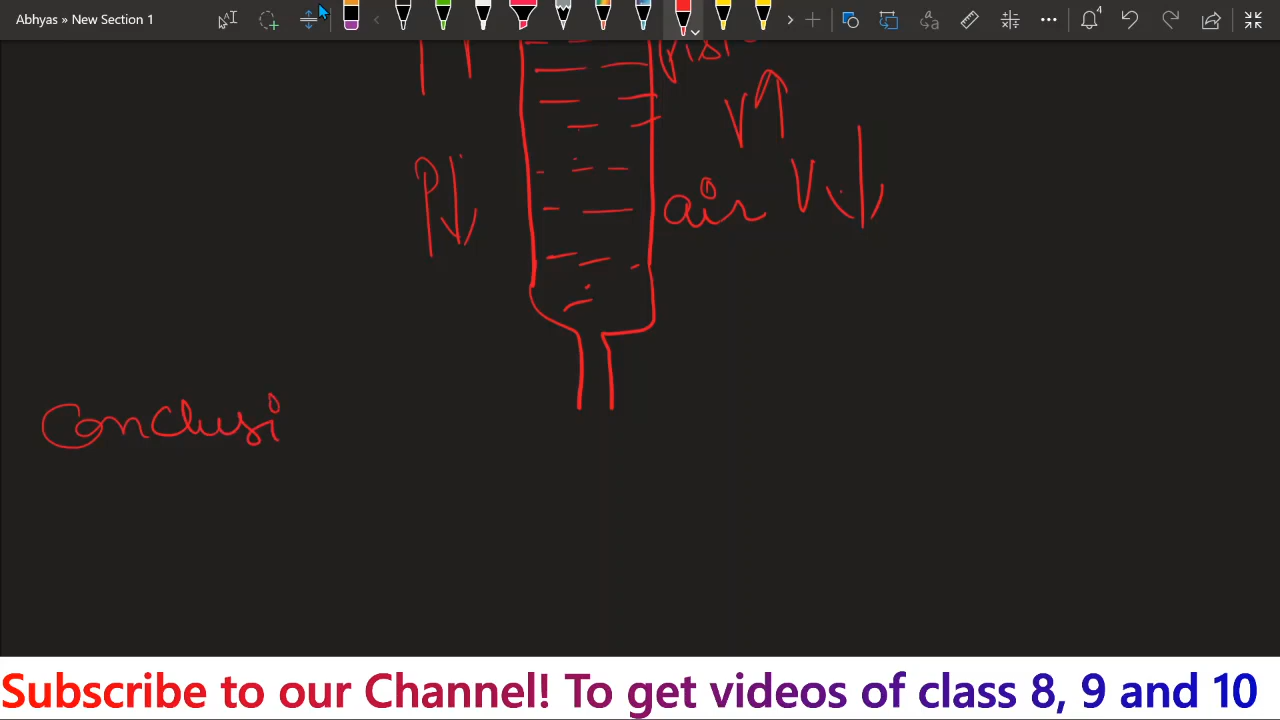 Abhyas » New Section 1
V↑
P↓
air V↓
Conclusi
Subscribe to our Channel! To get videos of class 8, 9 and 10